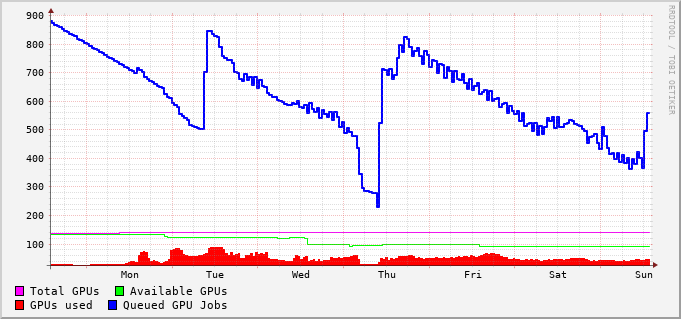 RRDTOOL / TOBI OETIKER
900
800
700
600
500
400
300
200
100
Mon Tue Wed Thu Fri Sat Sun
Total GPUs Available GPUs
GPUs used Queued GPU Jobs